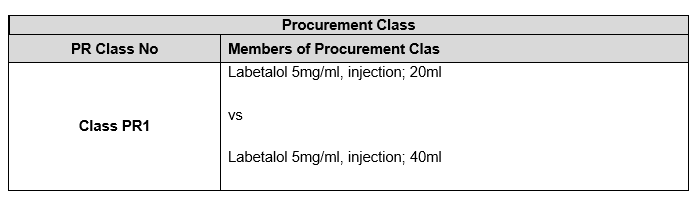 Procurement Class
PR Class No
Members of Procurement Clas
Class PR1
Labetalol 5mg/ml, injection; 20ml
vs
Labetalol 5mg/ml, injection; 40ml